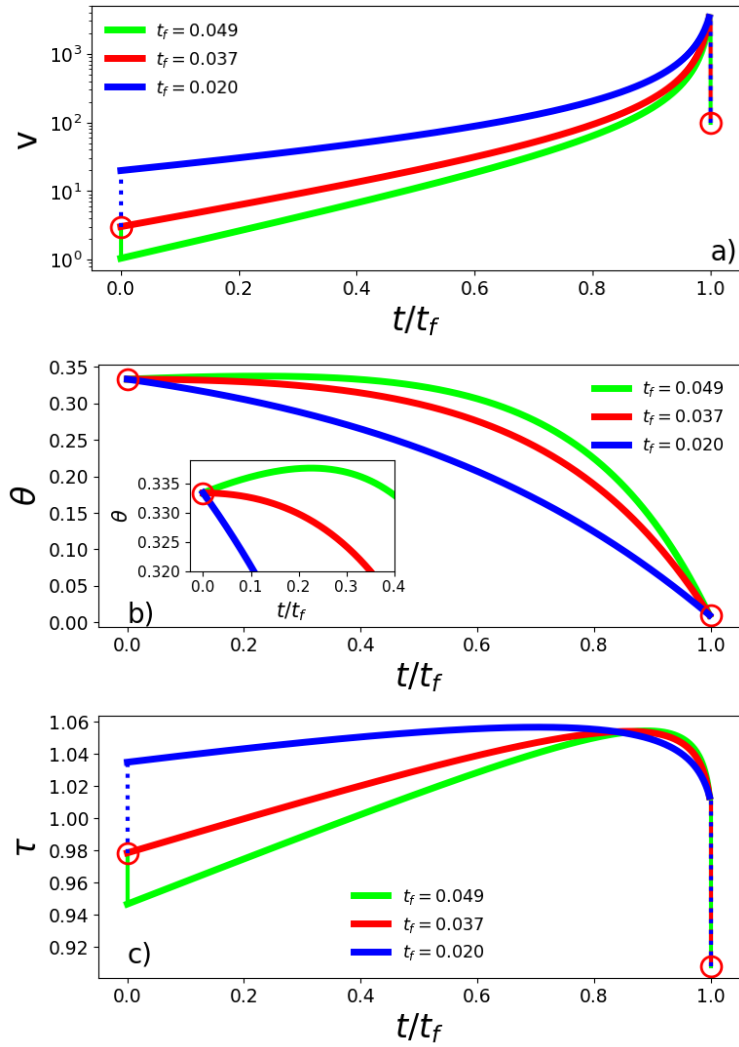 10³
10²
10¹
10⁰
v
t_f = 0.049
t_f = 0.037
t_f = 0.020
a)
0.0 0.2 0.4 0.6 0.8 1.0
t/t_f
0.35
0.30
0.25
0.20
0.15
0.10
0.05
0.00
θ
t_f = 0.049
t_f = 0.037
t_f = 0.020
0.335
0.330
0.325
0.320
θ
0.0 0.1 0.2 0.3 0.4
t/t_f
b)
0.0 0.2 0.4 0.6 0.8 1.0
t/t_f
1.06
1.04
1.02
1.00
0.98
0.96
0.94
0.92
τ
t_f = 0.049
t_f = 0.037
t_f = 0.020
c)
0.0 0.2 0.4 0.6 0.8 1.0
t/t_f